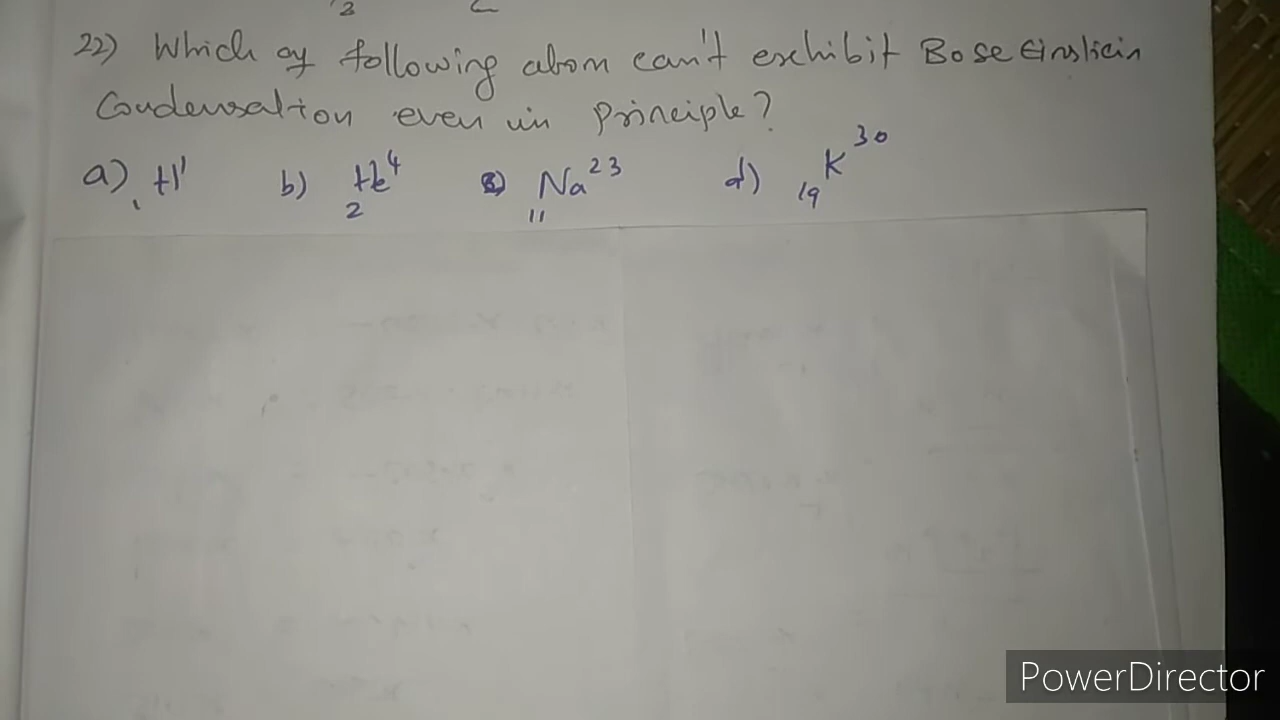 22) Which of following atom can't exhibit Bose Einstein
Condensation even in principle?
a) ₁H¹ b) ₂He⁴ c) ₁₁Na²³ d) ₁₉K³⁰
PowerDirector